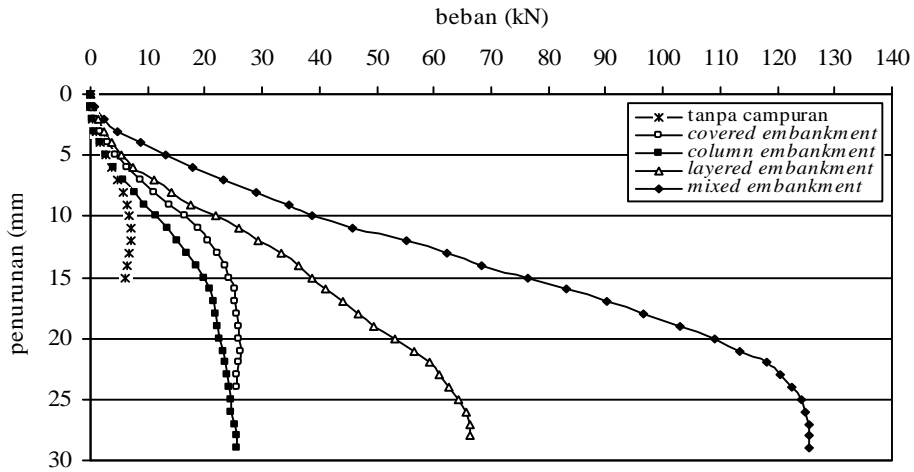 beban (kN)
0 10 20 30 40 50 60 70 80 90 100 110 120 130 140
0
5
10
15
20
25
30
penurunan (mm
tanpa campuran
covered embankment
column embankment
layered embankment
mixed embankment